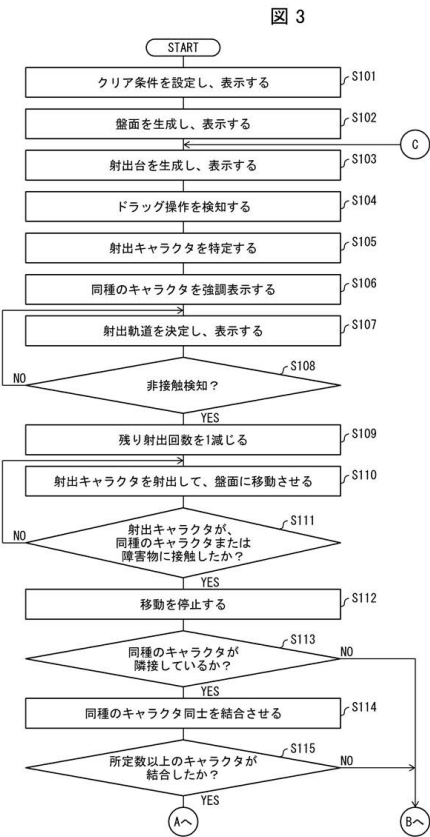 図 3
START
クリア条件を設定し、表示する
S101
盤面を生成し、表示する
S102
C
射出台を生成し、表示する
S103
ドラッグ操作を検知する
S104
射出キャラクタを特定する
S105
同種のキャラクタを強調表示する
S106
射出軌道を決定し、表示する
S107
非接触検知?
S108
NO
YES
残り射出回数を1減じる
S109
射出キャラクタを射出して、盤面に移動させる
S110
射出キャラクタが、
同種のキャラクタまたは
障害物に接触したか?
S111
NO
YES
移動を停止する
S112
同種のキャラクタが
隣接しているか?
S113
NO
YES
同種のキャラクタ同士を結合させる
S114
所定数以上のキャラクタが
結合したか?
S115
NO
YES
Aへ
Bへ